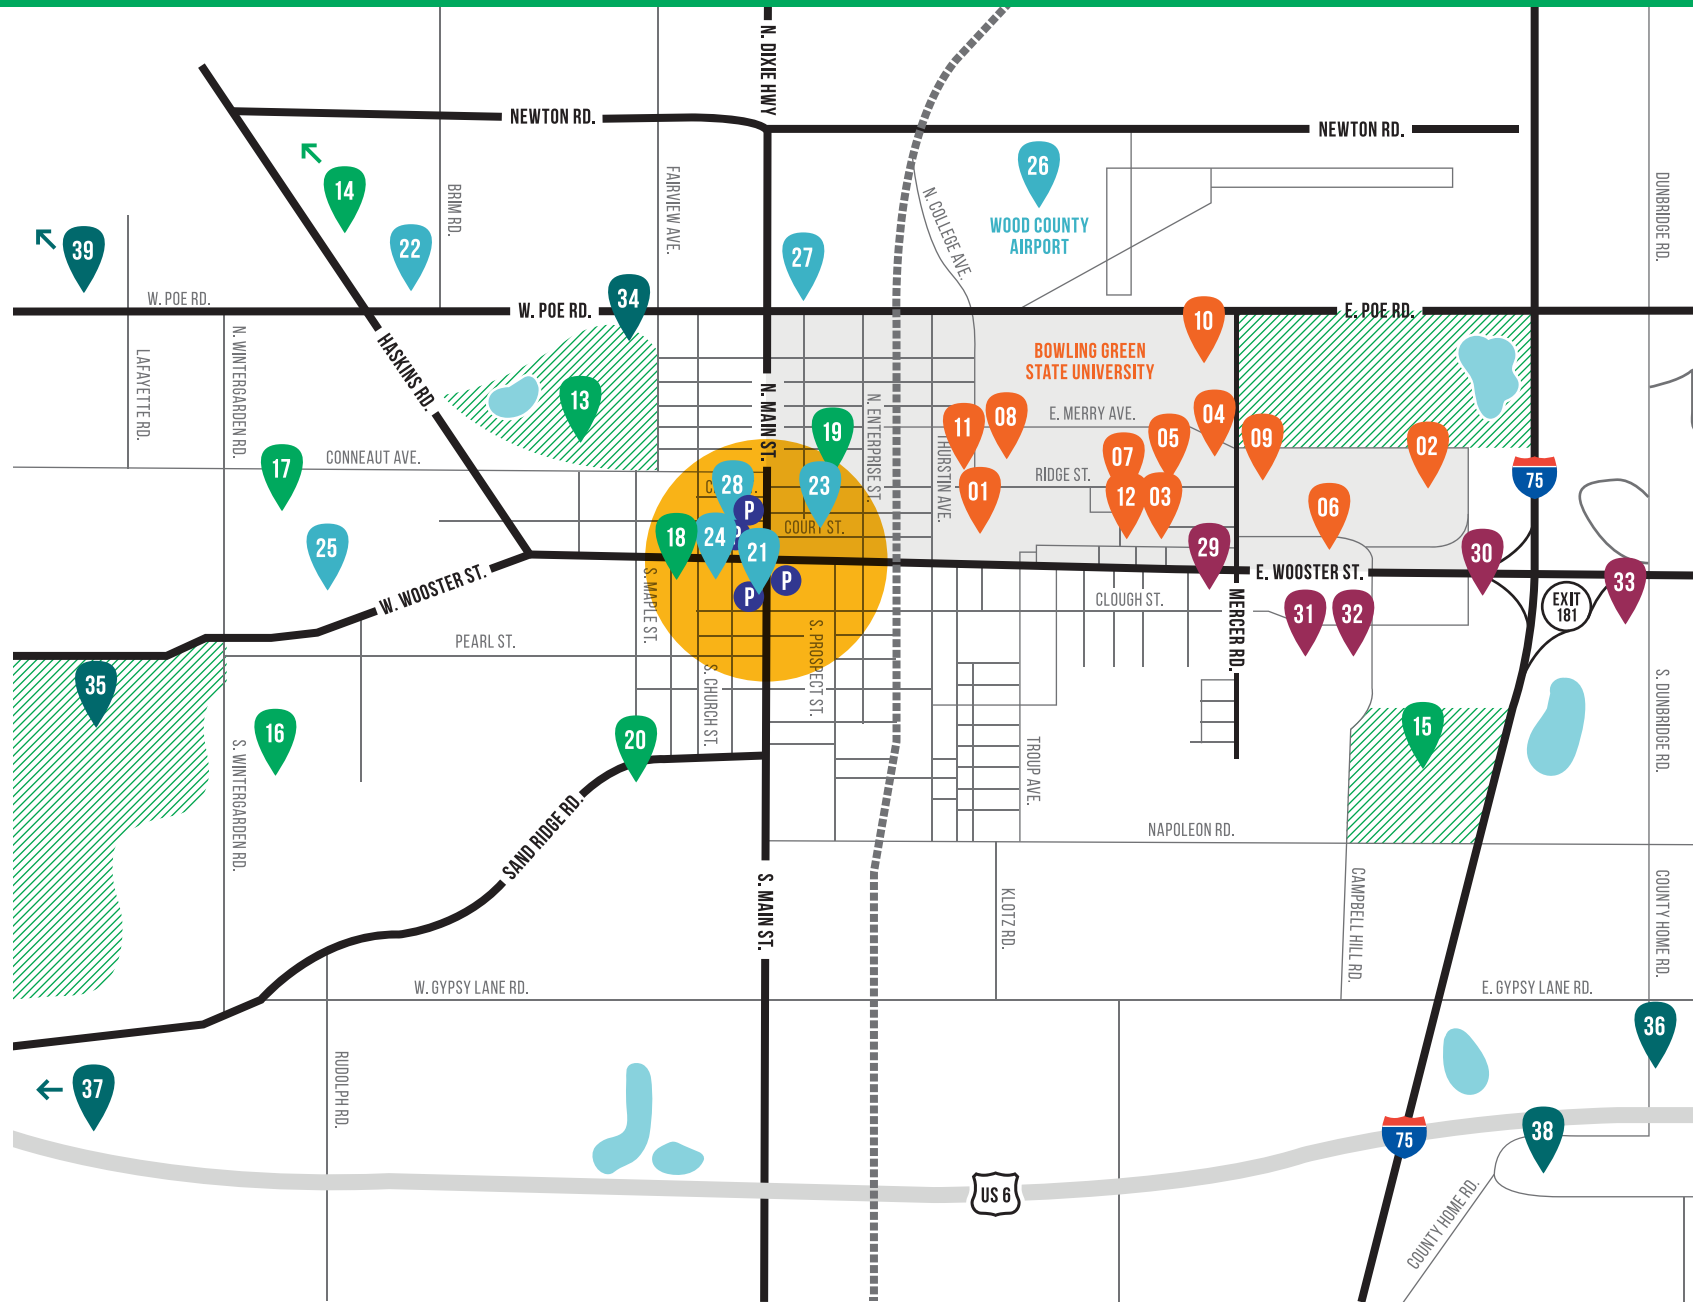 N. DIXIE HWY
NEWTON RD.
NEWTON RD.
26
14
BRIM RD.
FAIRVIEW AVE.
N. COLLEGE AVE.
DUNBRIDGE RD.
WOOD COUNTY
AIRPORT
39
22
27
W. POE RD.
34
W. POE RD.
E. POE RD.
10
LAFAYETTE RD.
N. WINTERGARDEN RD.
HASKINS RD.
BOWLING GREEN
STATE UNIVERSITY
13
N. MAIN ST.
N. ENTERPRISE ST
E. MERRY AVE.
11
08
04
05
09
02
19
THURSTIN AVE.
07
CONNEAUT AVE.
17
RIDGE ST.
28
23
01
12
03
75
P
06
COURT ST.
18
24
P
21
25
29
30
W. WOOSTER ST.
E. WOOSTER ST.
P
P
33
S. MAPLE ST.
CLOUGH ST.
MERCER RD.
31
32
EXIT
181
PEARL ST.
S. PROSPECT ST.
35
S. CHURCH ST.
S. DUNBRIDGE RD.
16
20
15
S. WINTERGARDEN RD.
TROUP AVE.
SAND RIDGE RD.
NAPOLEON RD.
S. MAIN ST.
KLOTZ RD.
CAMPBELL HILL RD.
COUNTY HOME RD.
W. GYPSY LANE RD.
E. GYPSY LANE RD.
36
37
RUDOLPH RD.
75
38
US 6
COUNTY HOME RD.